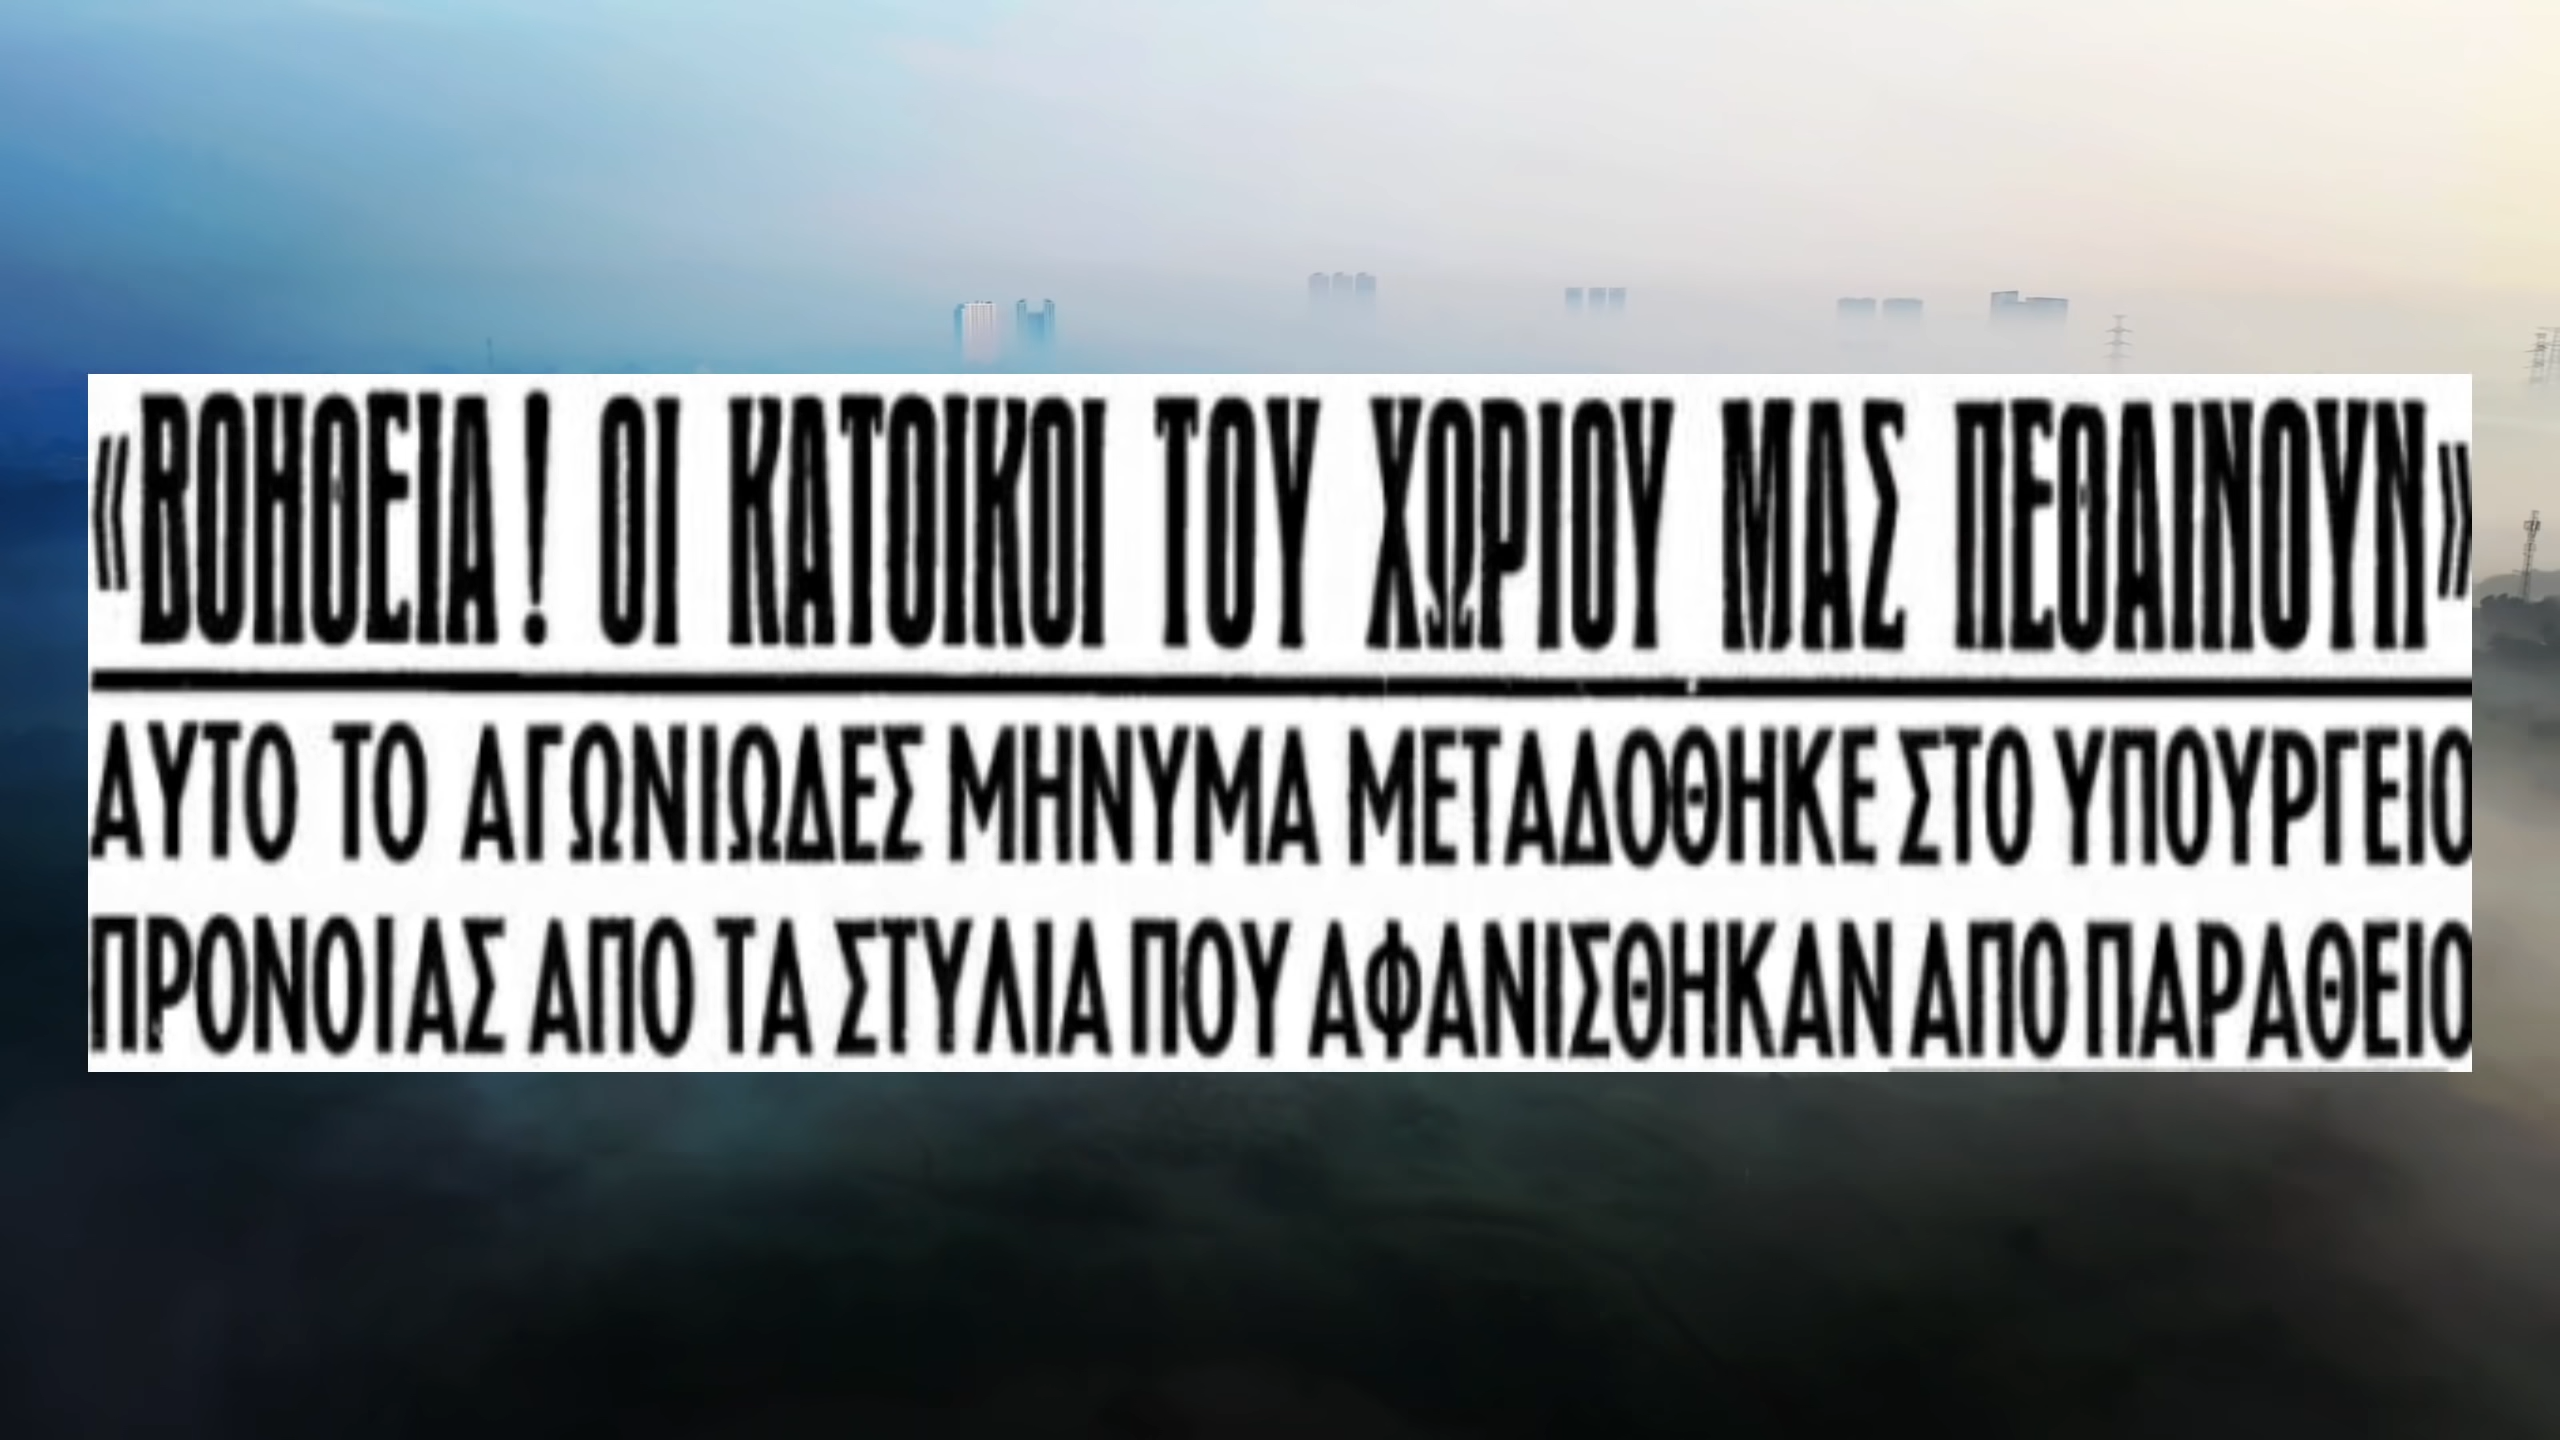 «ΒΟΗΘΕΙΑ! ΟΙ ΚΑΤΟΙΚΟΙ ΤΟΥ ΧΩΡΙΟΥ ΜΑΣ ΠΕΘΑΙΝΟΥΝ»
ΑΥΤΟ ΤΟ ΑΓΩΝΙΩΔΕΣ ΜΗΝΥΜΑ ΜΕΤΑΔΟΘΗΚΕ ΣΤΟ ΥΠΟΥΡΓΕΙΟ
ΠΡΟΝΟΙΑΣ ΑΠΟ ΤΑ ΣΤΥΛΙΑ ΠΟΥ ΑΦΑΝΙΣΘΗΚΑΝ ΑΠΟ ΠΑΡΑΘΕΙΟ